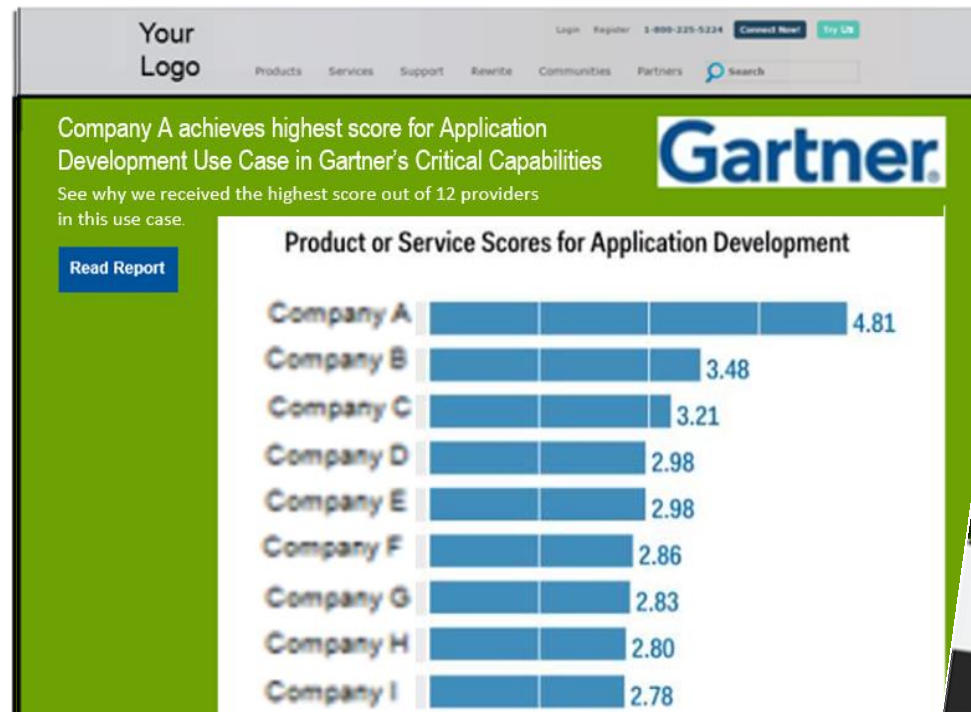 Your
Logo
Login Register 1-800-225-5224 Connect Now! Try Us
Products Services Support Rewrite Communities Partners Search
Company A achieves highest score for Application
Development Use Case in Gartner's Critical Capabilities
See why we received the highest score out of 12 providers
in this use case.
Read Report
Gartner.
Product or Service Scores for Application Development
Company A 4.81
Company B 3.48
Company C 3.21
Company D 2.98
Company E 2.98
Company F 2.86
Company G 2.83
Company H 2.80
Company I 2.78